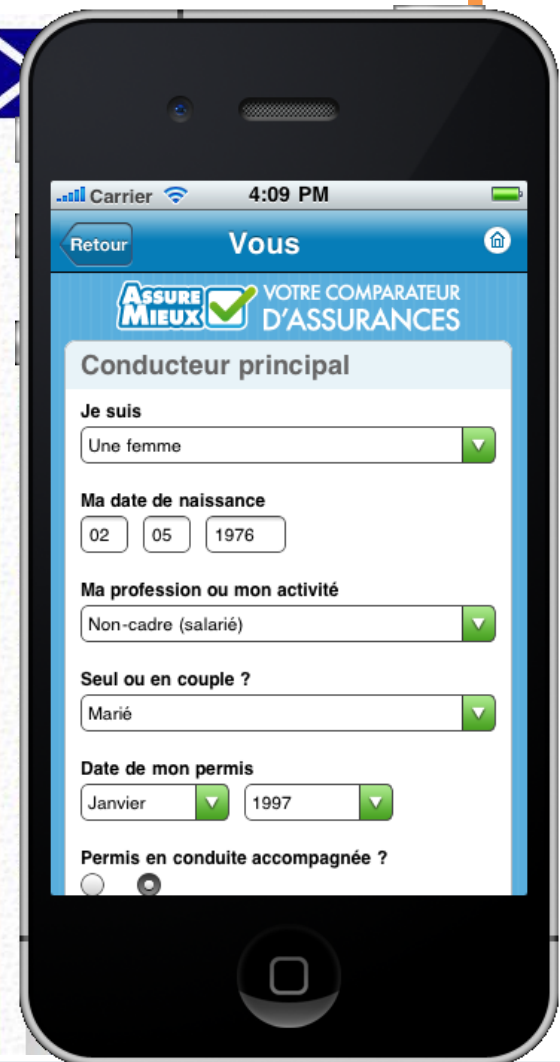 Carrier 4:09 PM
Retour Vous
ASSURE MIEUX VOTRE COMPARATEUR D'ASSURANCES
Conducteur principal
Je suis
Une femme
Ma date de naissance
02 05 1976
Ma profession ou mon activité
Non-cadre (salarié)
Seul ou en couple ?
Marié
Date de mon permis
Janvier 1997
Permis en conduite accompagnée ?